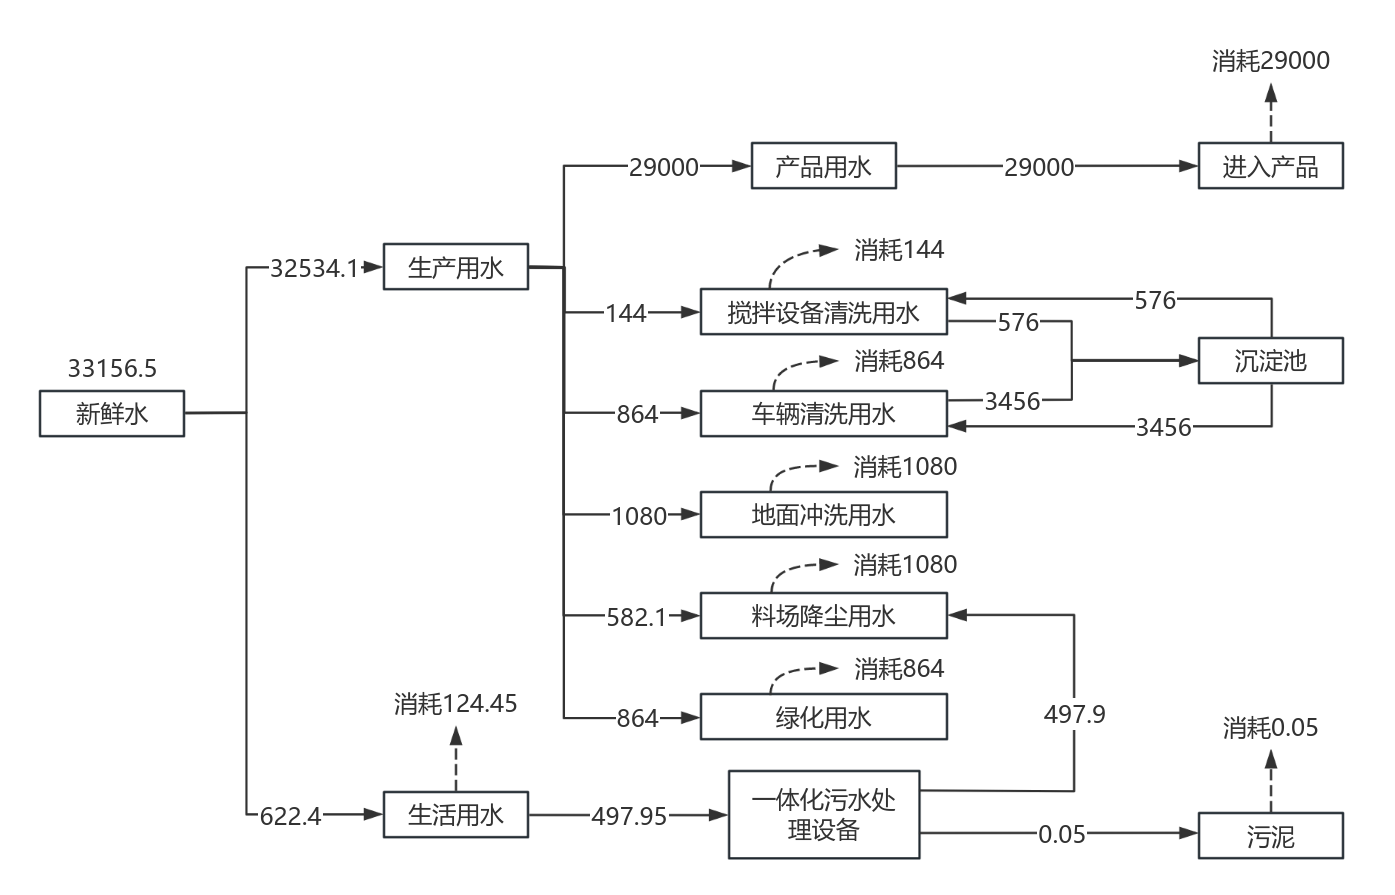 消耗29000
29000
产品用水
29000
进入产品
消耗144
32534.1
生产用水
144
搅拌设备清洗用水
576
576
沉淀池
消耗864
33156.5
新鲜水
864
车辆清洗用水
3456
3456
消耗1080
1080
地面冲洗用水
消耗1080
582.1
料场降尘用水
消耗864
864
绿化用水
497.9
消耗124.45
622.4
生活用水
497.95
一体化污水处
理设备
0.05
消耗0.05
污泥